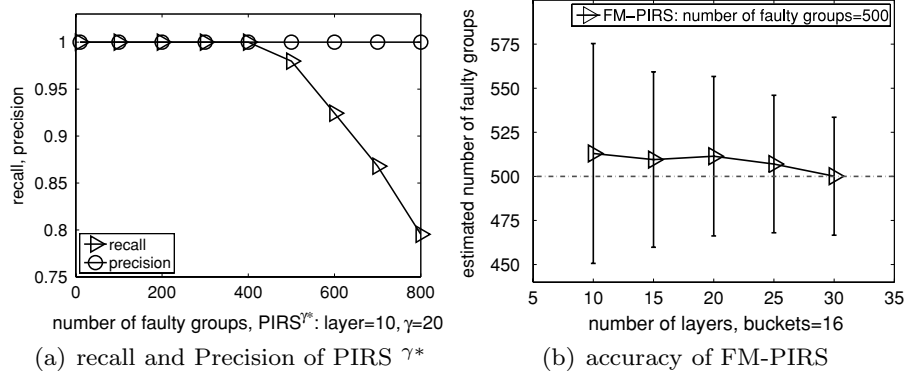 1
0.95
0.9
0.85
0.8
0.75
0 200 400 600 800
recall, precision
recall
precision
number of faulty groups, PIRS^γ*: layer=10, γ=20
(a) recall and Precision of PIRS γ*
FM−PIRS: number of faulty groups=500
575
550
525
500
475
450
5 10 15 20 25 30 35
estimated number of faulty groups
number of layers, buckets=16
(b) accuracy of FM-PIRS